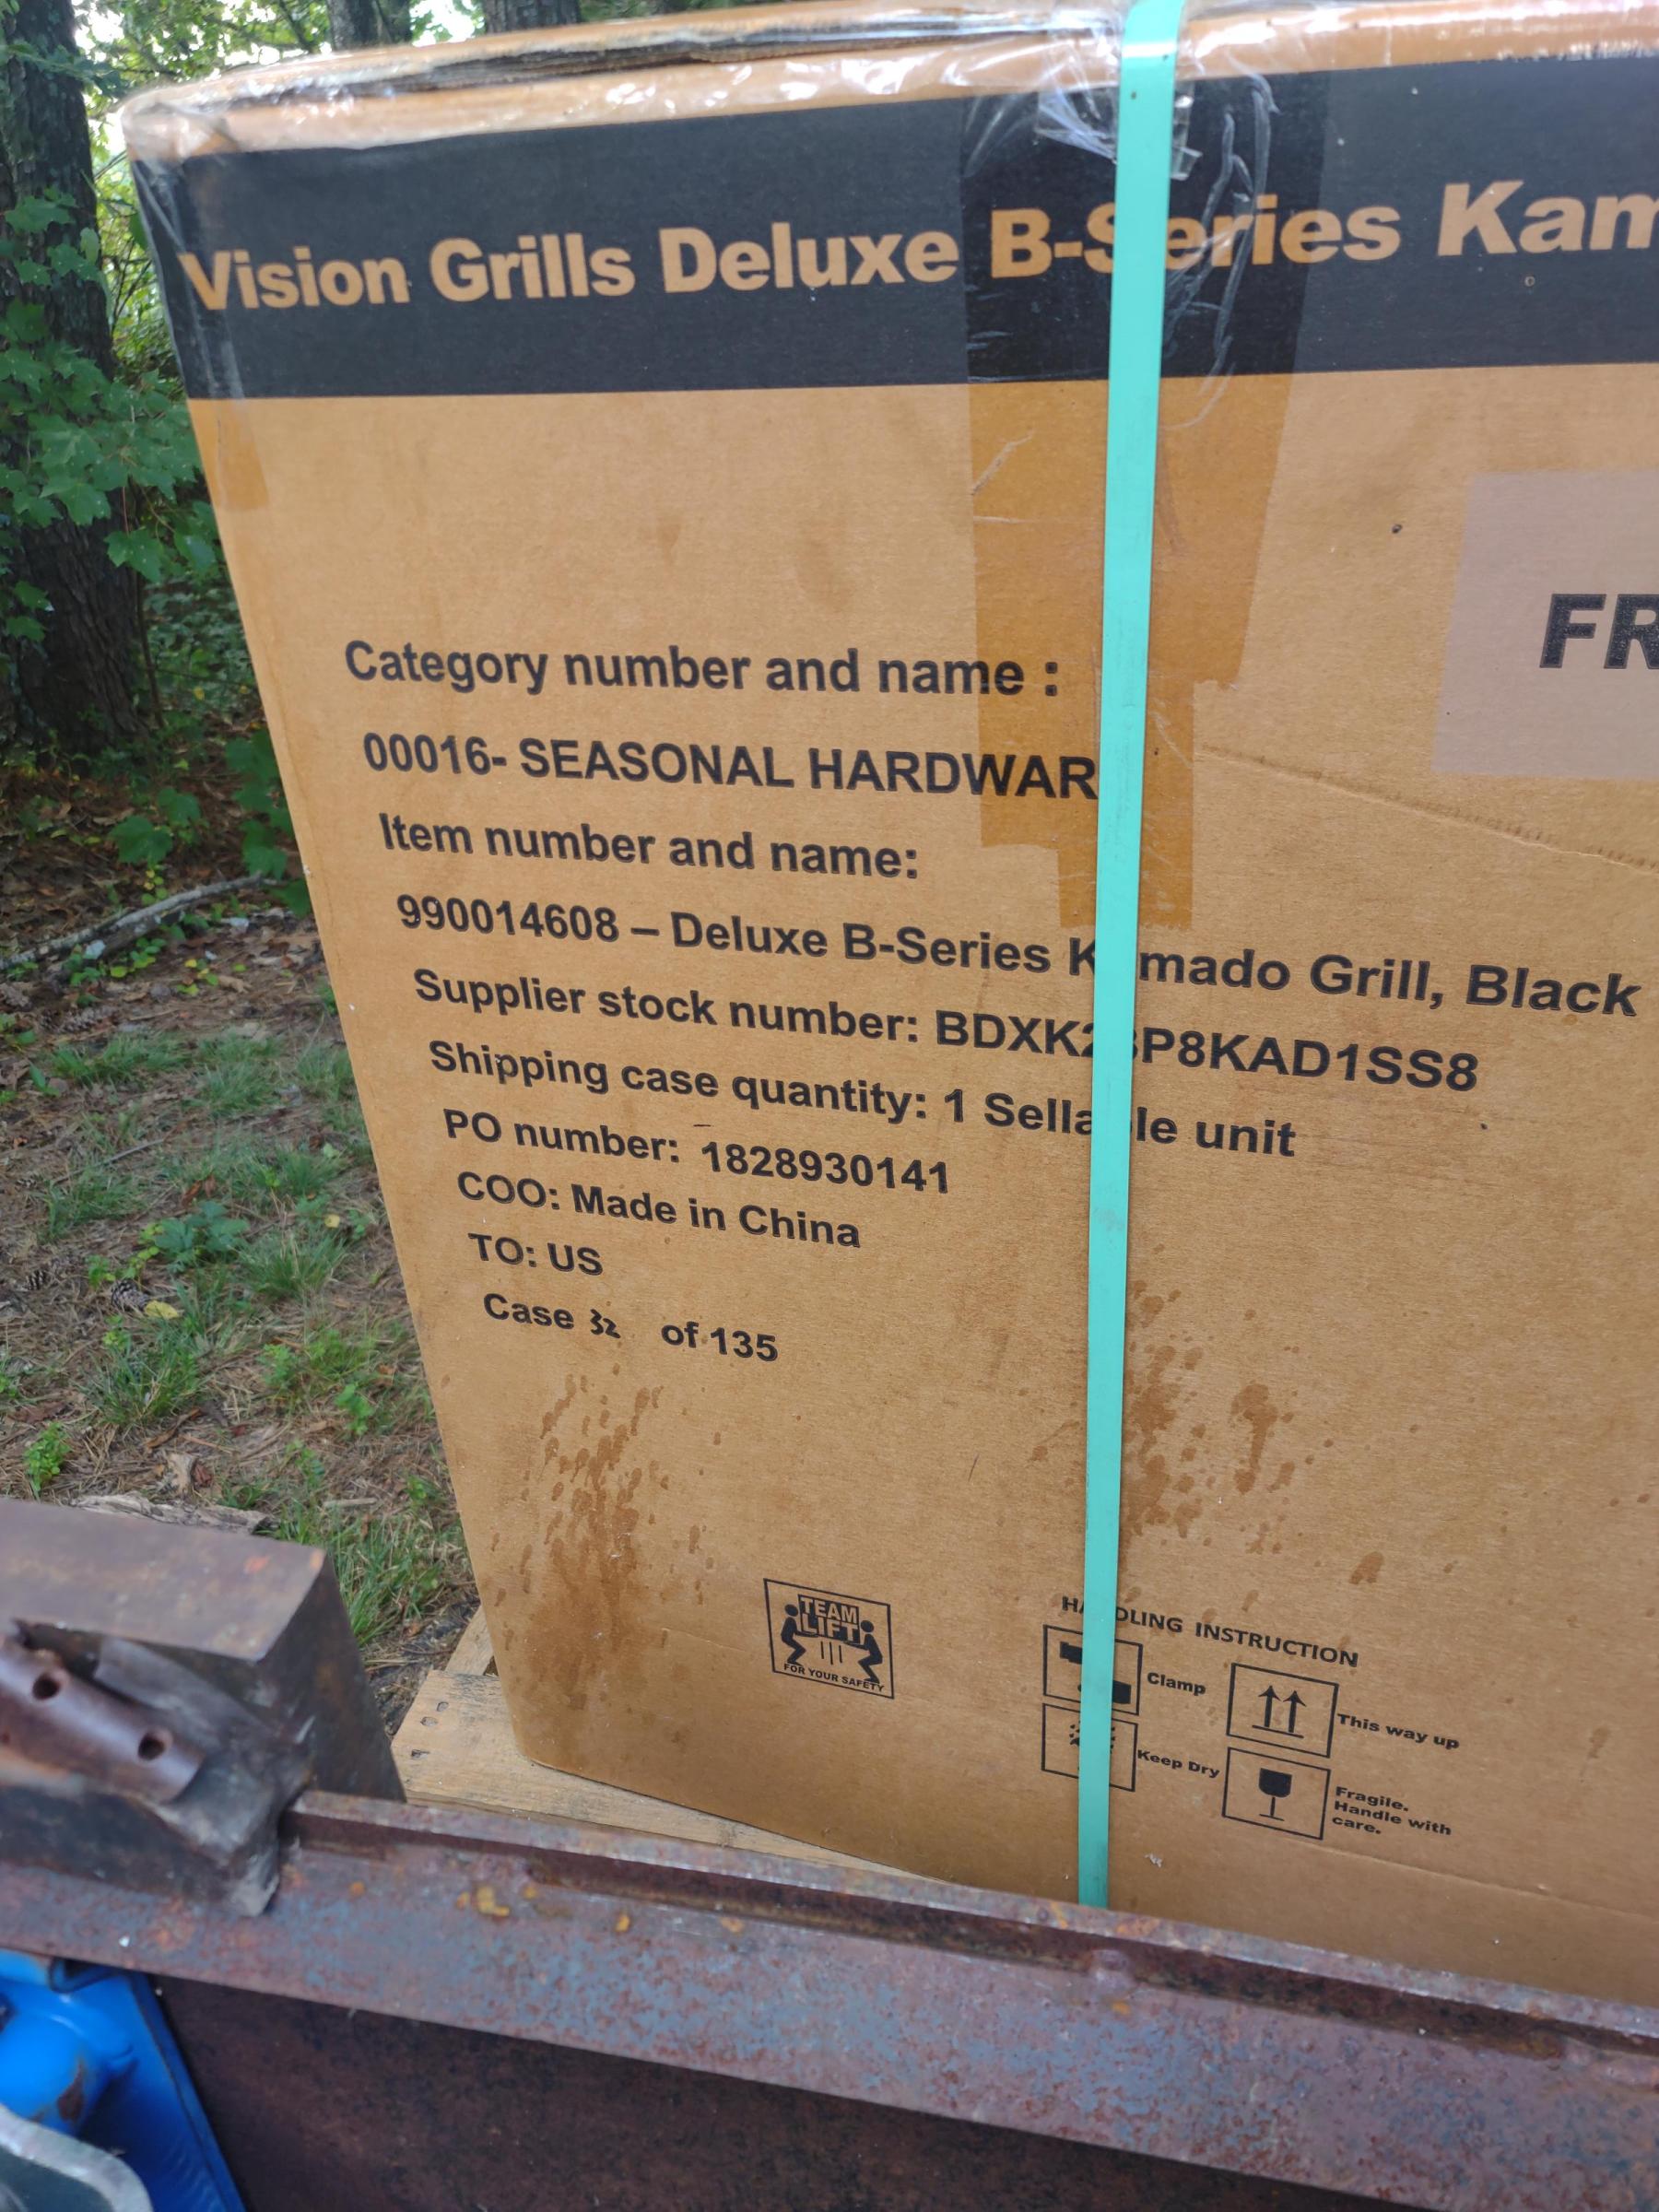 Vision Grills Deluxe B-Series Kam
FR
Category number and name :
00016- SEASONAL HARDWAR
Item number and name:
990014608 – Deluxe B-Series K mado Grill, Black
Supplier stock number: BDXK2 P8KAD1SS8
Shipping case quantity: 1 Sella le unit
PO number: 1828930141
COO: Made in China
TO: US
Case 32 of 135
TEAM
LIFT
FOR YOUR SAFETY
HA DLING INSTRUCTION
Clamp
This way up
Keep Dry
Fragile.
Handle with
care.